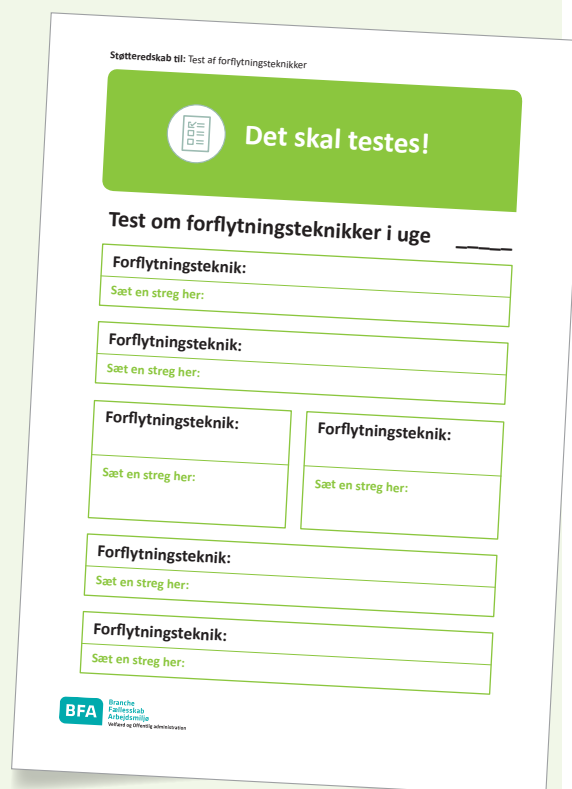 Støtteredskab til: Test af forflytningsteknikker
Det skal testes!
Test om forflytningsteknikker i uge _____
Forflytningsteknik:
Sæt en streg her:
Forflytningsteknik:
Sæt en streg her:
Forflytningsteknik:
Sæt en streg her:
Forflytningsteknik:
Sæt en streg her:
Forflytningsteknik:
Sæt en streg her:
Forflytningsteknik:
Sæt en streg her:
BFA
Branche
Fællesskab
Arbejdsmiljø
Velfærd og Offentlig administration